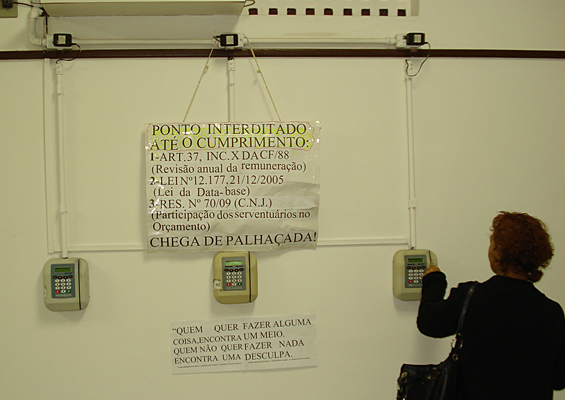 PONTO INTERDITADO
ATÉ O CUMPRIMENTO:
1-ART.37, INC.X DA CF/88
(Revisão anual da remuneração)
2-LEI Nº 12.177,21/12/2005
(Lei da Data-base)
3-RES. Nº 70/09 (C.N.J.)
(Participação dos serventuários no
Orçamento)
CHEGA DE PALHAÇADA!
"QUEM QUER FAZER ALGUMA
COISA,ENCONTRA UM MEIO.
QUEM NÃO QUER FAZER NADA
ENCONTRA UMA DESCULPA.